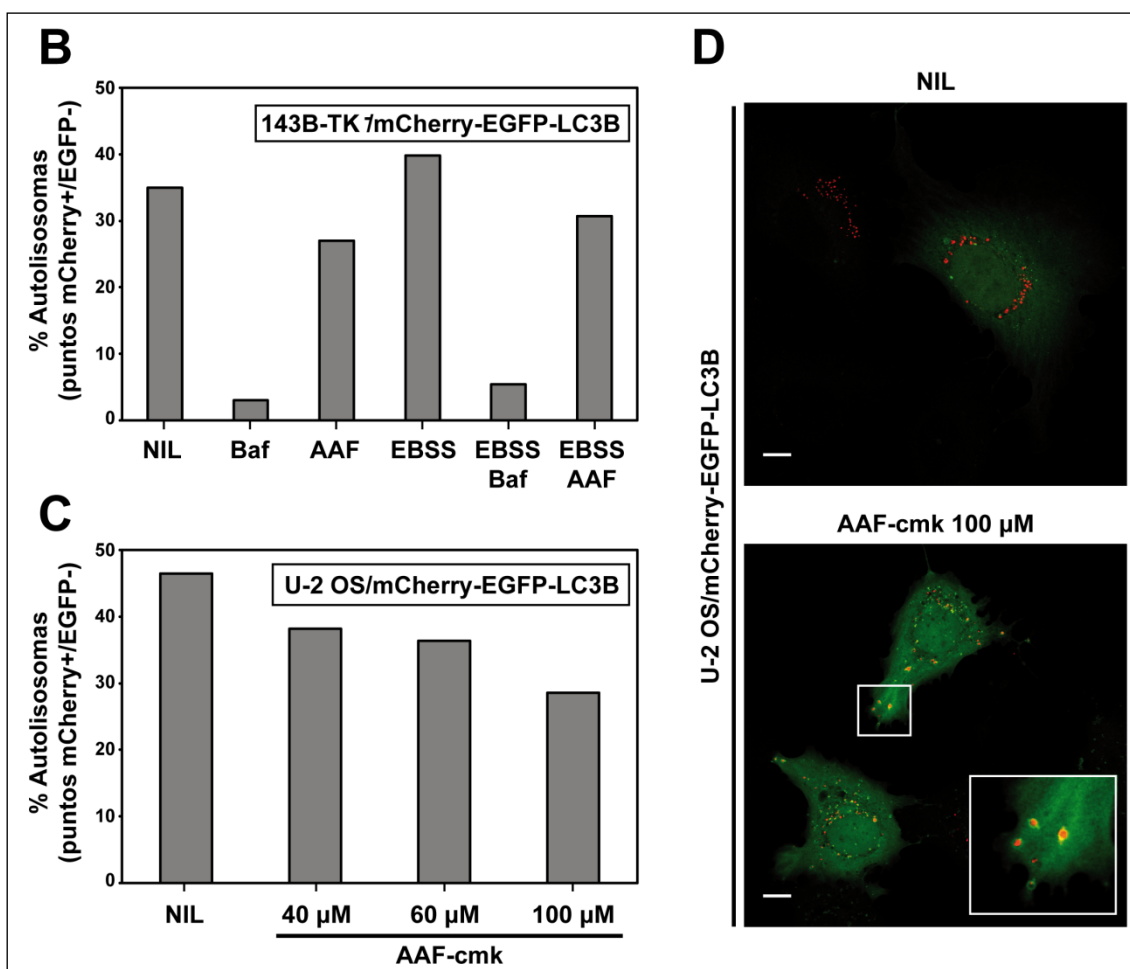 B
50
40
30
20
10
0
% Autolisosomas
(puntos mCherry+/EGFP-)
143B-TK-/mCherry-EGFP-LC3B
NIL Baf AAF EBSS EBSS EBSS
Baf AAF
C
50
40
30
20
10
0
% Autolisosomas
(puntos mCherry+/EGFP-)
U-2 OS/mCherry-EGFP-LC3B
NIL 40 µM 60 µM 100 µM
AAF-cmk
D
NIL
U-2 OS/mCherry-EGFP-LC3B
AAF-cmk 100 µM